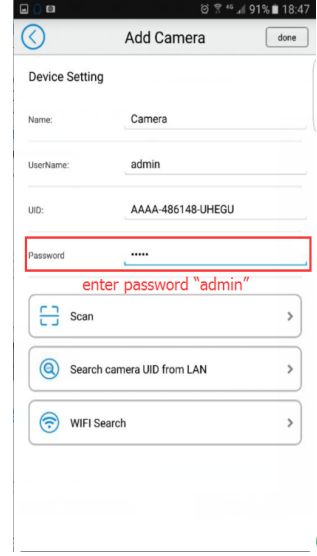 91% 18:47
Add Camera
done
Device Setting
Name: Camera
UserName: admin
UID: AAAA-486148-UHEGU
Password •••••
enter password “admin”
Scan
Search camera UID from LAN
WIFI Search